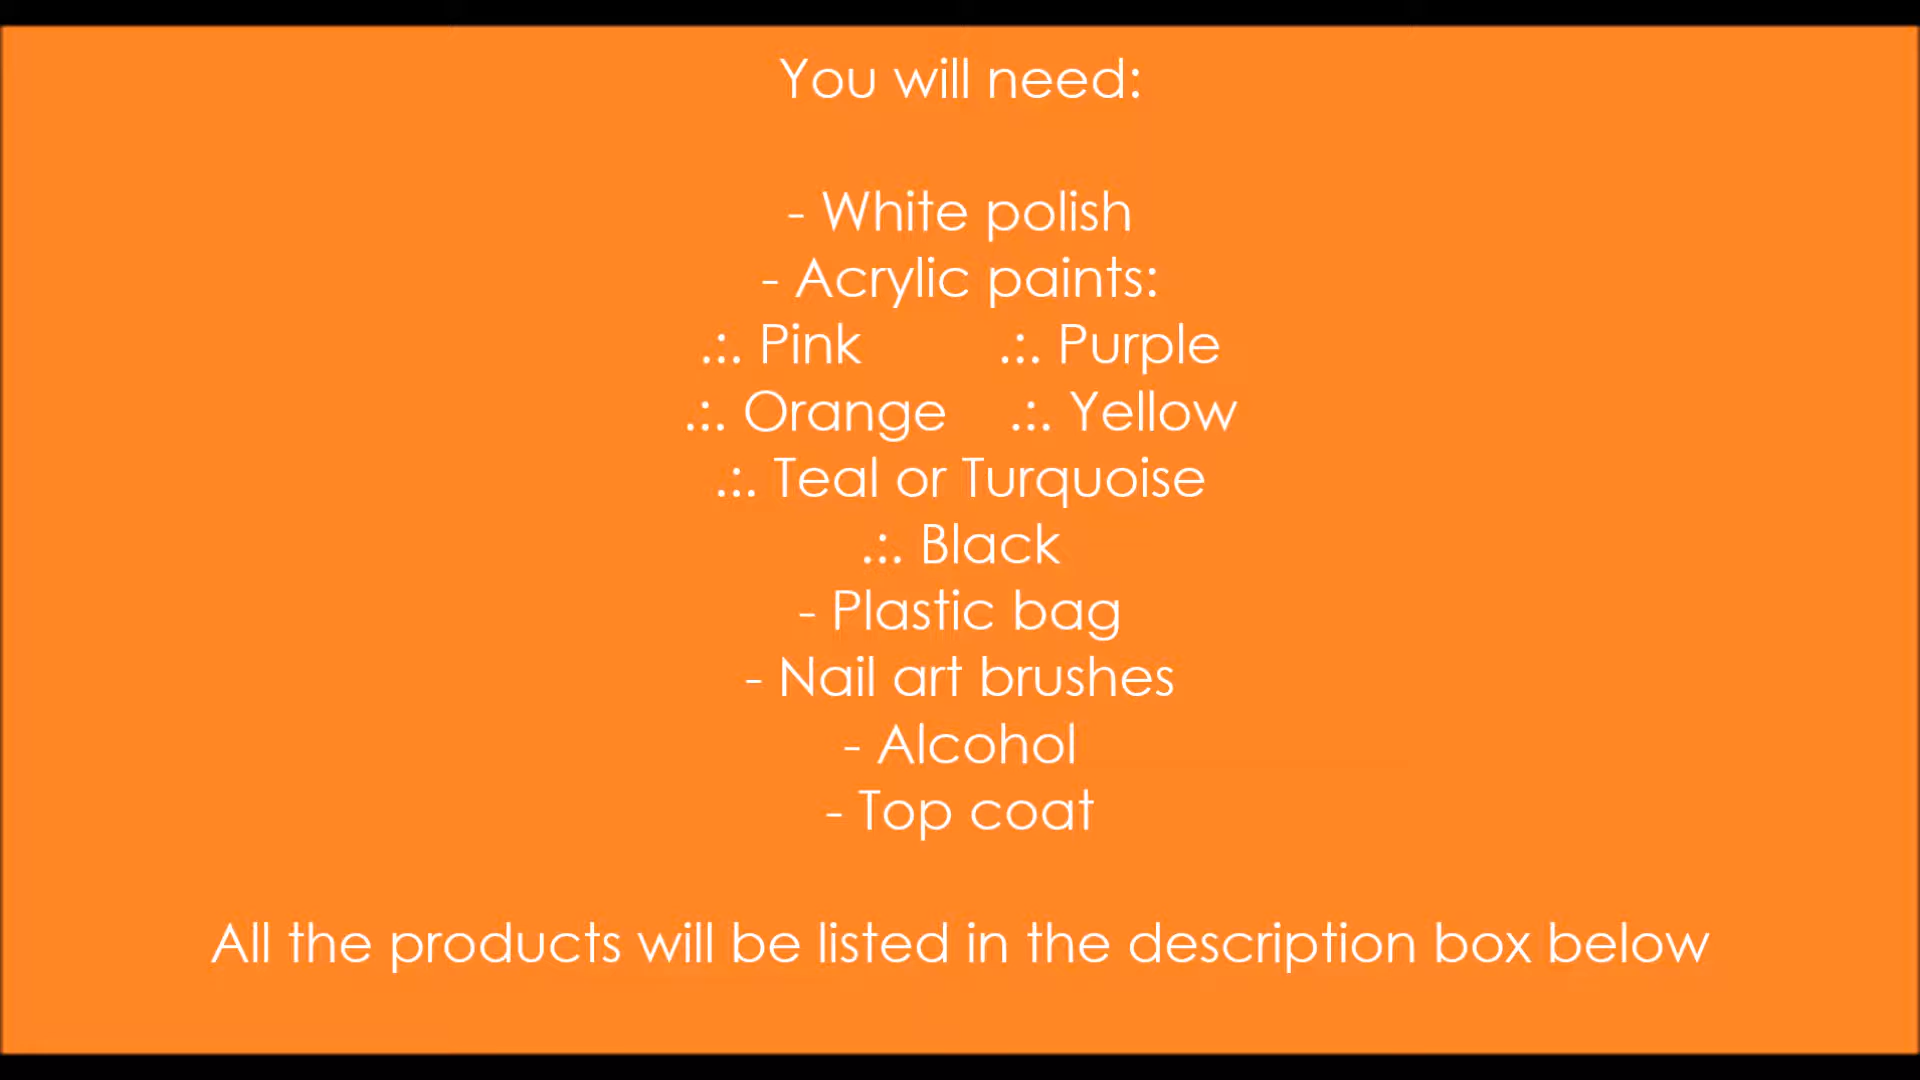 You will need:
- White polish
- Acrylic paints:
.:. Pink .:. Purple
.:. Orange .:. Yellow
.:. Teal or Turquoise
.:. Black
- Plastic bag
- Nail art brushes
- Alcohol
- Top coat
All the products will be listed in the description box below